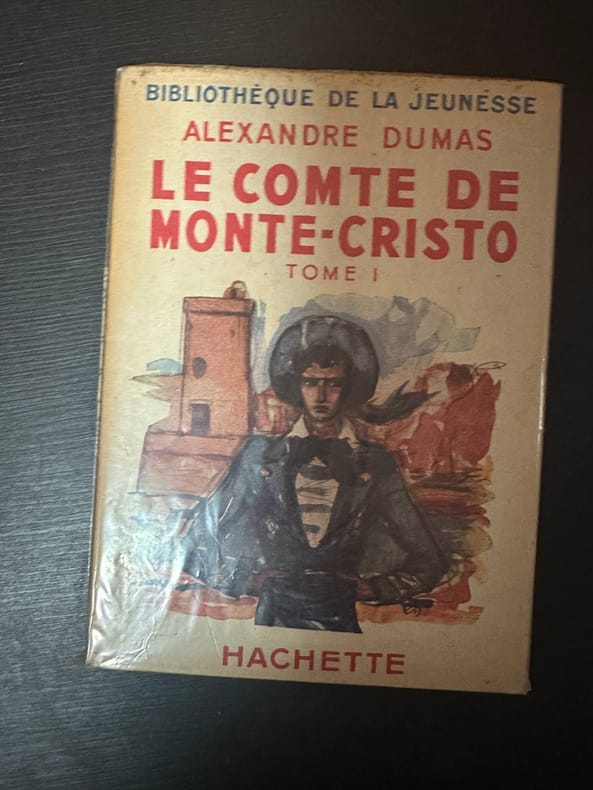 BIBLIOTHÈQUE DE LA JEUNESSE
ALEXANDRE DUMAS
LE COMTE DE
MONTE-CRISTO
TOME I
HACHETTE